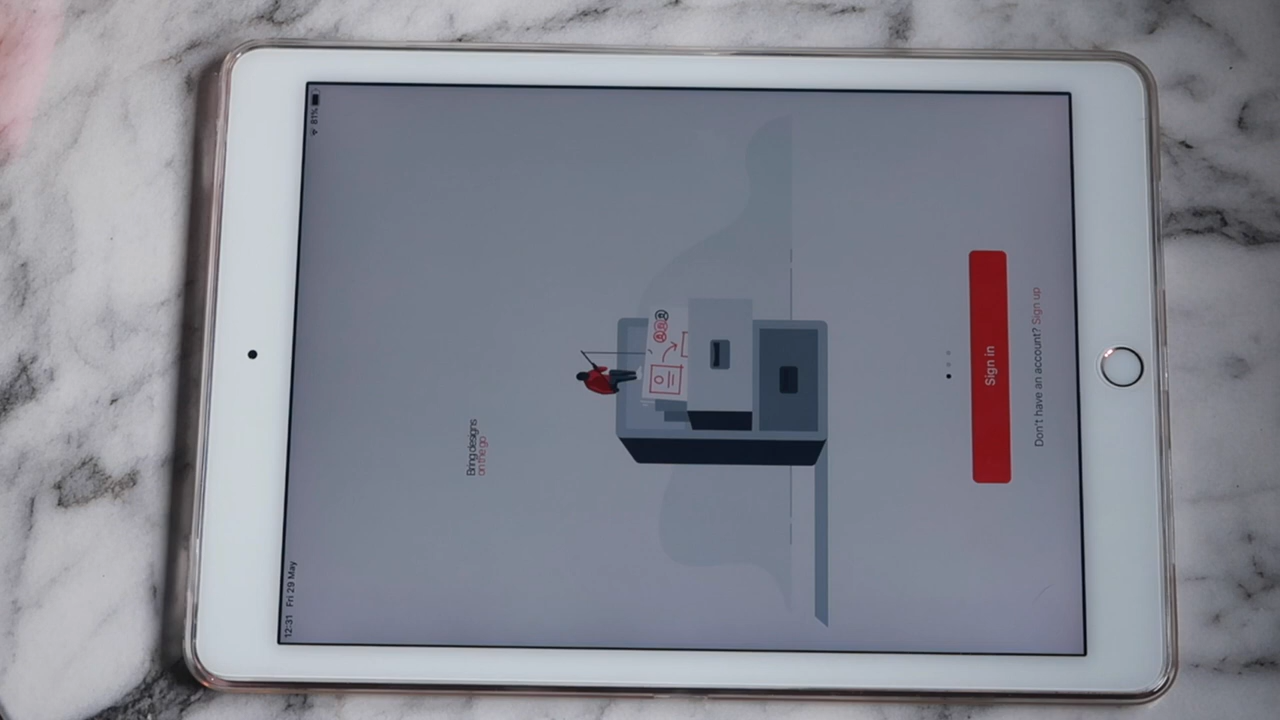 12:31 Fri 29 May
81%
Bring designs
on the go
Sign in
Don't have an account? Sign up